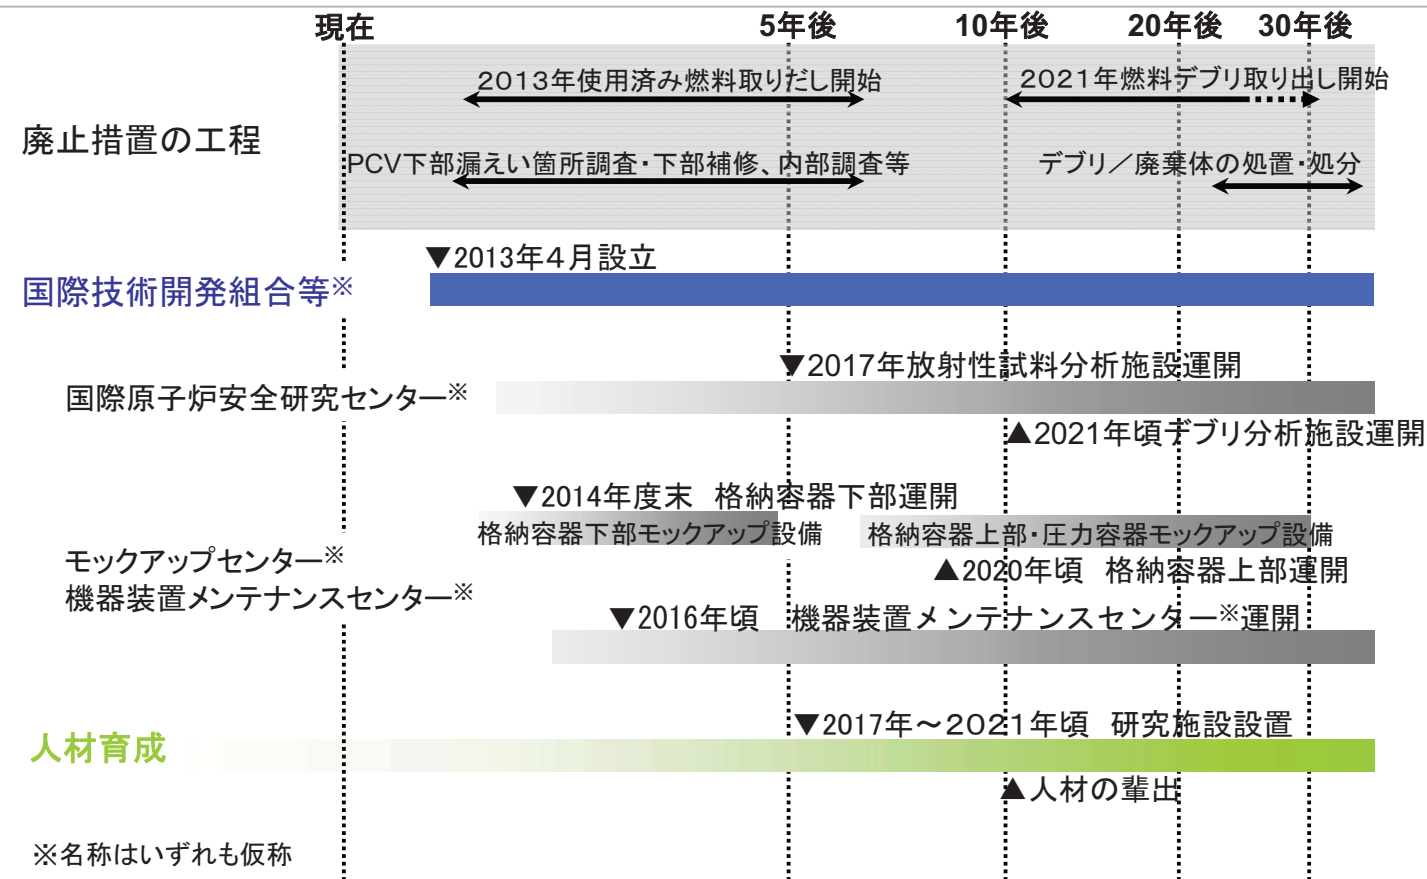 現在 5年後 10年後 20年後 30年後
2013年使用済み燃料取りだし開始 2021年燃料デブリ取り出し開始
廃止措置の工程
PCV下部漏えい箇所調査・下部補修、内部調査等 デブリ／廃棄体の処置・処分
▼2013年4月設立
国際技術開発組合等※
▼2017年放射性試料分析施設運開
国際原子炉安全研究センター※
▲2021年頃デブリ分析施設運開
▼2014年度末 格納容器下部運開
格納容器下部モックアップ設備 格納容器上部・圧力容器モックアップ設備
モックアップセンター※
▲2020年頃 格納容器上部運開
機器装置メンテナンスセンター※
▼2016年頃 機器装置メンテナンスセンター※運開
▼2017年～2021年頃 研究施設設置
人材育成
▲人材の輩出
※名称はいずれも仮称